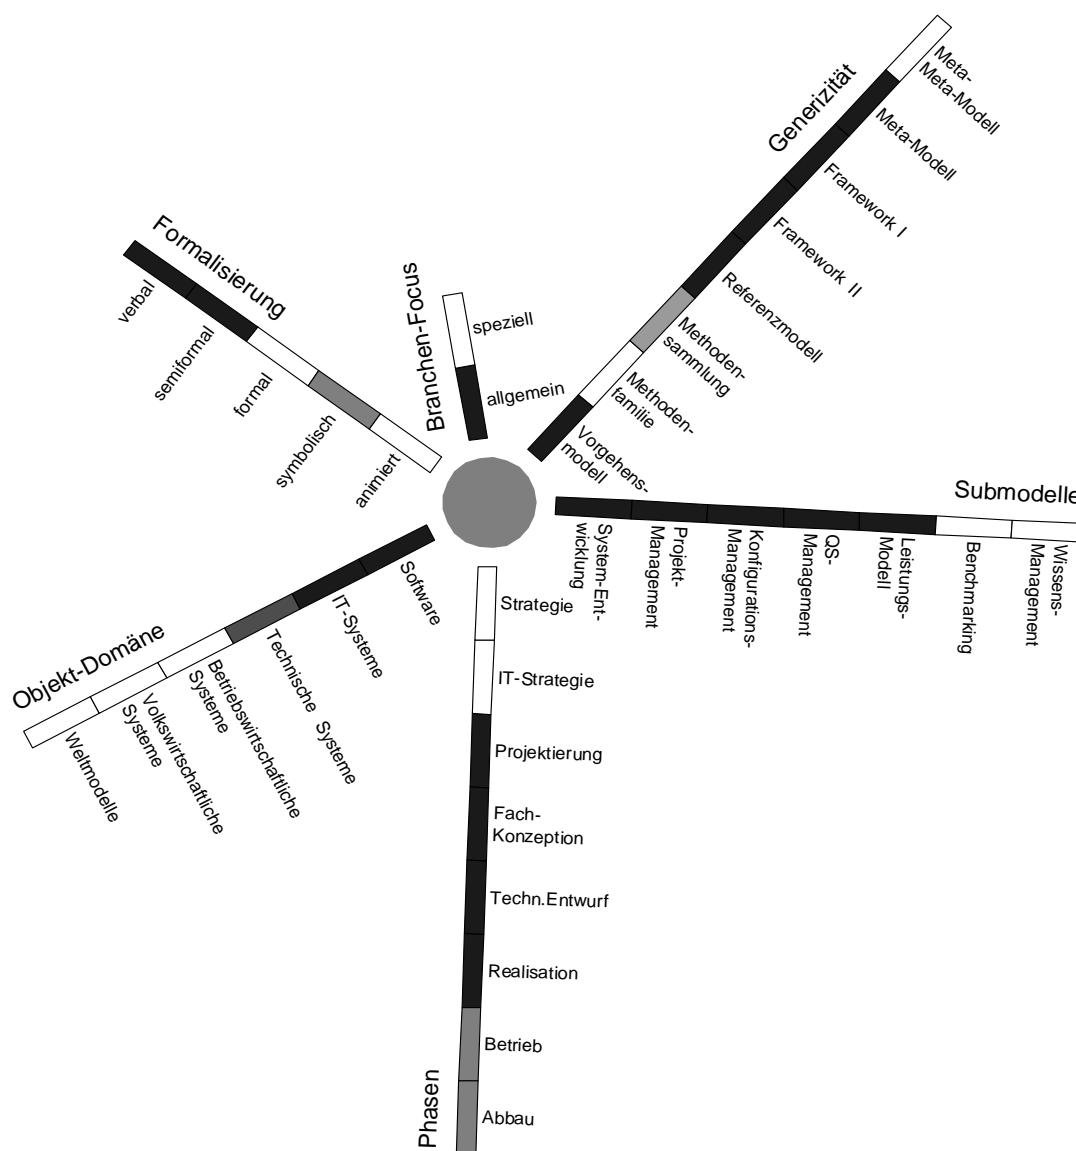 Generizität
Meta-
Meta-Modell
Meta-Modell
Framework I
Framework II
Referenzmodell
Methoden-
sammlung
Methoden-
familie
Vorgehens-
modell
Formalisierung
verbal
semiformal
formal
symbolisch
animiert
Branchen-Focus
speziell
allgemein
Submodelle
System-Ent-
wicklung
Projekt-
Management
Konfigurations-
Management
QS-
Management
Leistungs-
Modell
Benchmarking
Wissens-
Management
Objekt-Domäne
Software
IT-Systeme
Technische Systeme
Betriebswirtschaftliche
Systeme
Volkswirtschaftliche
Systeme
Weltmodelle
Strategie
IT-Strategie
Projektierung
Fach-
Konzeption
Techn.Entwurf
Realisation
Betrieb
Abbau
Phasen